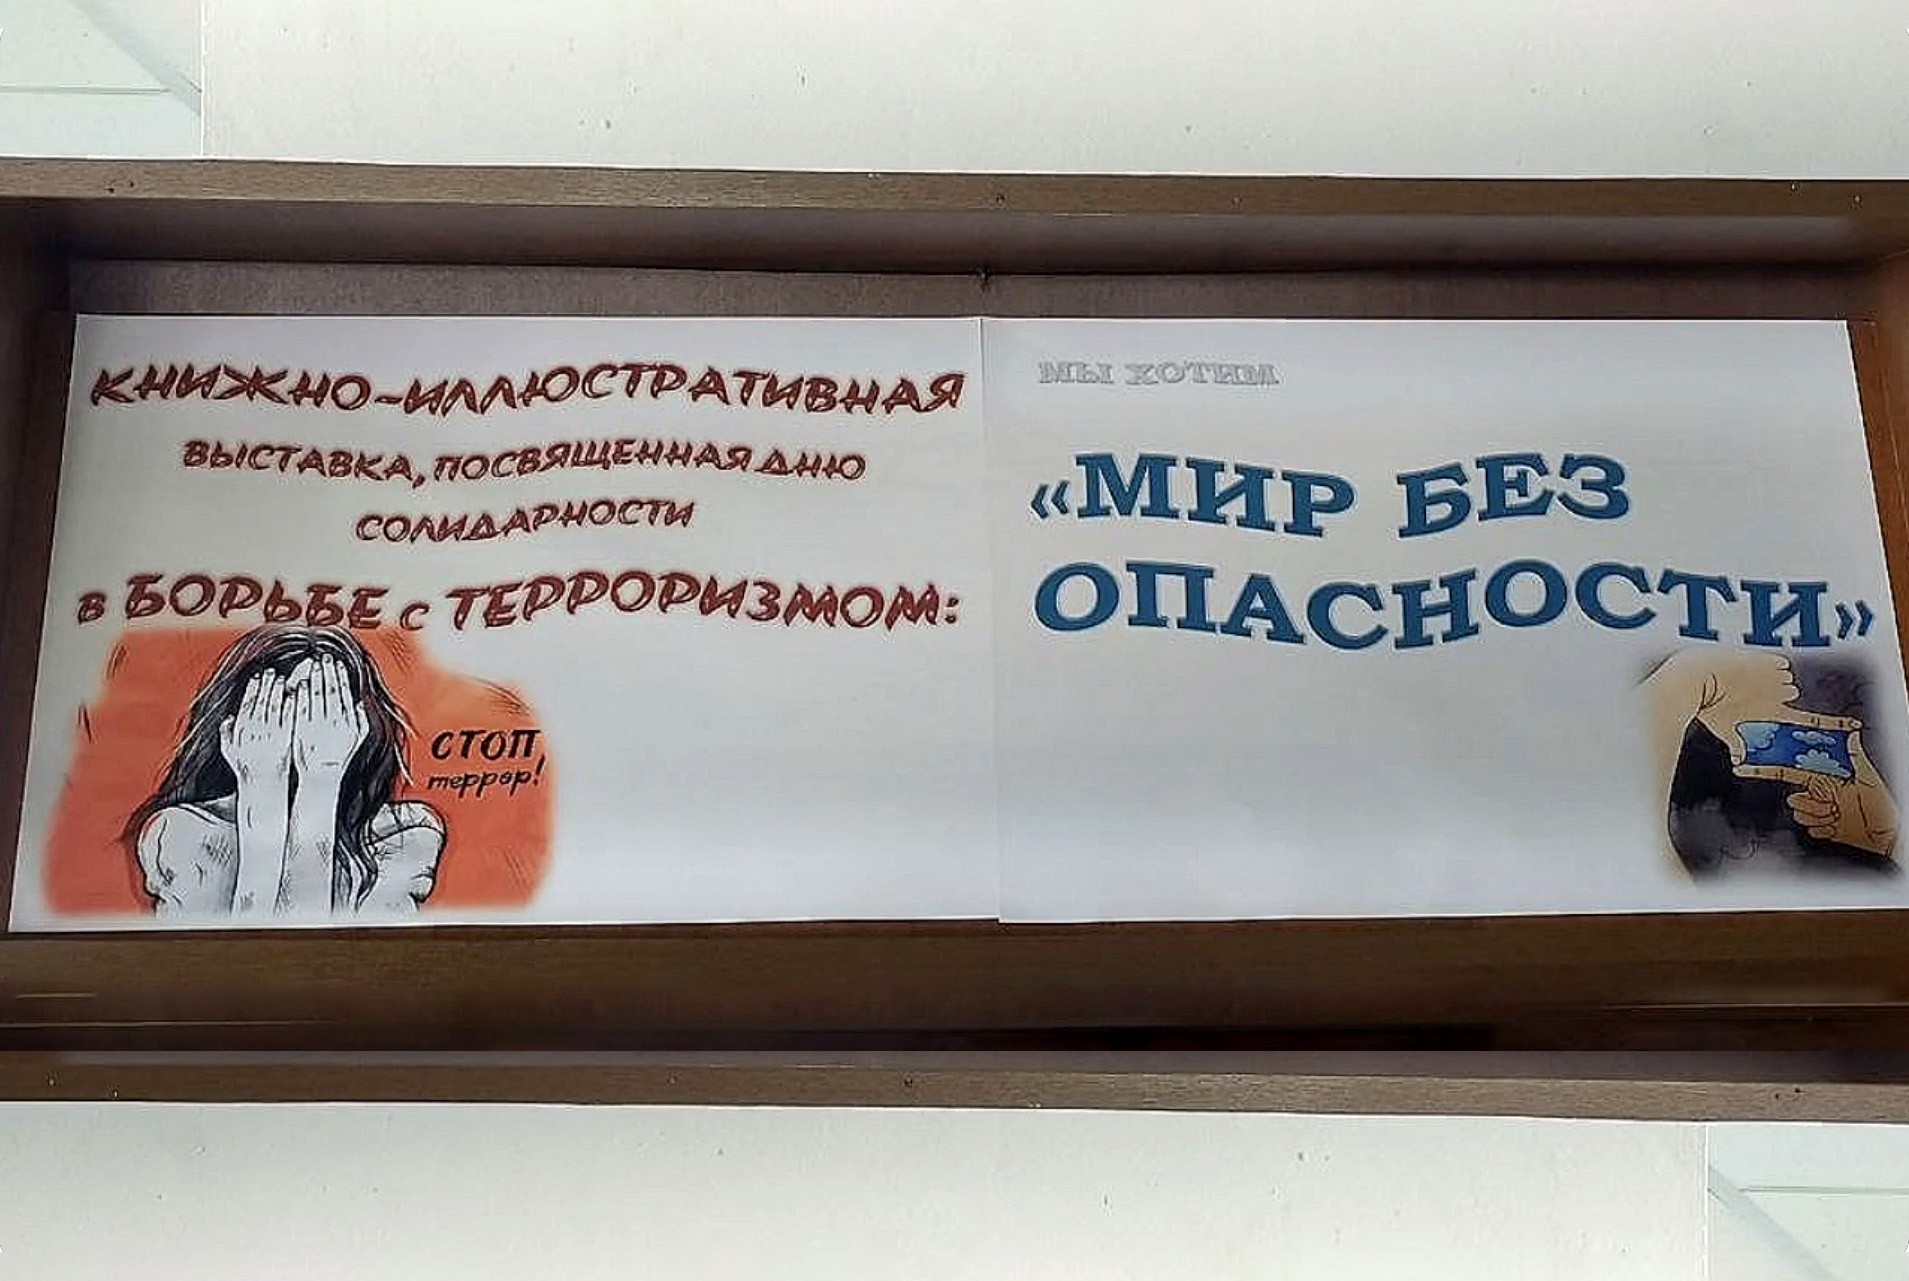 КНИЖНО-ИЛЛЮСТРАТИВНАЯ
ВЫСТАВКА, ПОСВЯЩЕННАЯ ДНЮ
СОЛИДАРНОСТИ
В БОРЬБЕ С ТЕРРОРИЗМОМ:
СТОП
террор!
МЫ ХОТИМ
«МИР БЕЗ
ОПАСНОСТИ»